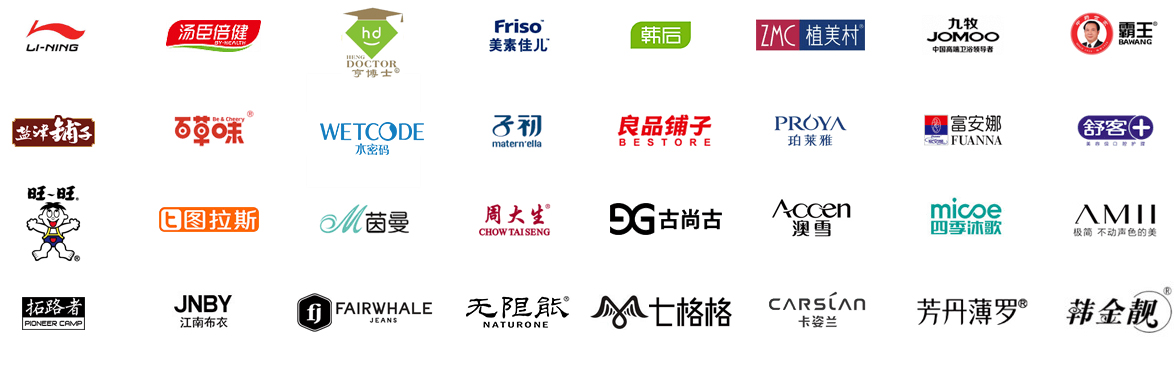 LI-NING
汤臣倍健
BY-HEALTH
hd
HENG
DOCTOR
亨博士©
Friso™
美素佳儿™
韩后
ZMC 植美村®
九牧
JOMOO
中国高端卫浴领导者
霸王®
BAWANG
盐津铺子
Be & Cheery®
百草味
WETCODE
水密码
子初
matern'ella
良品铺子
BESTORE
PRÓYA
珀莱雅
富安娜
FUANNA
舒客
旺~旺®
®
图拉斯
M 茵曼
周大生®
CHOW TAI SENG
古尚古
Accen
澳雪
micoe
四季沐歌
AMII
极简 不动声色的美
拓路者
PIONEER CAMP
JNBY
江南布衣
fj FAIRWHALE
JEANS
无限能®
NATURONE
七格格
CARSLAN
卡姿兰
芳丹薄罗®
韩金靓®